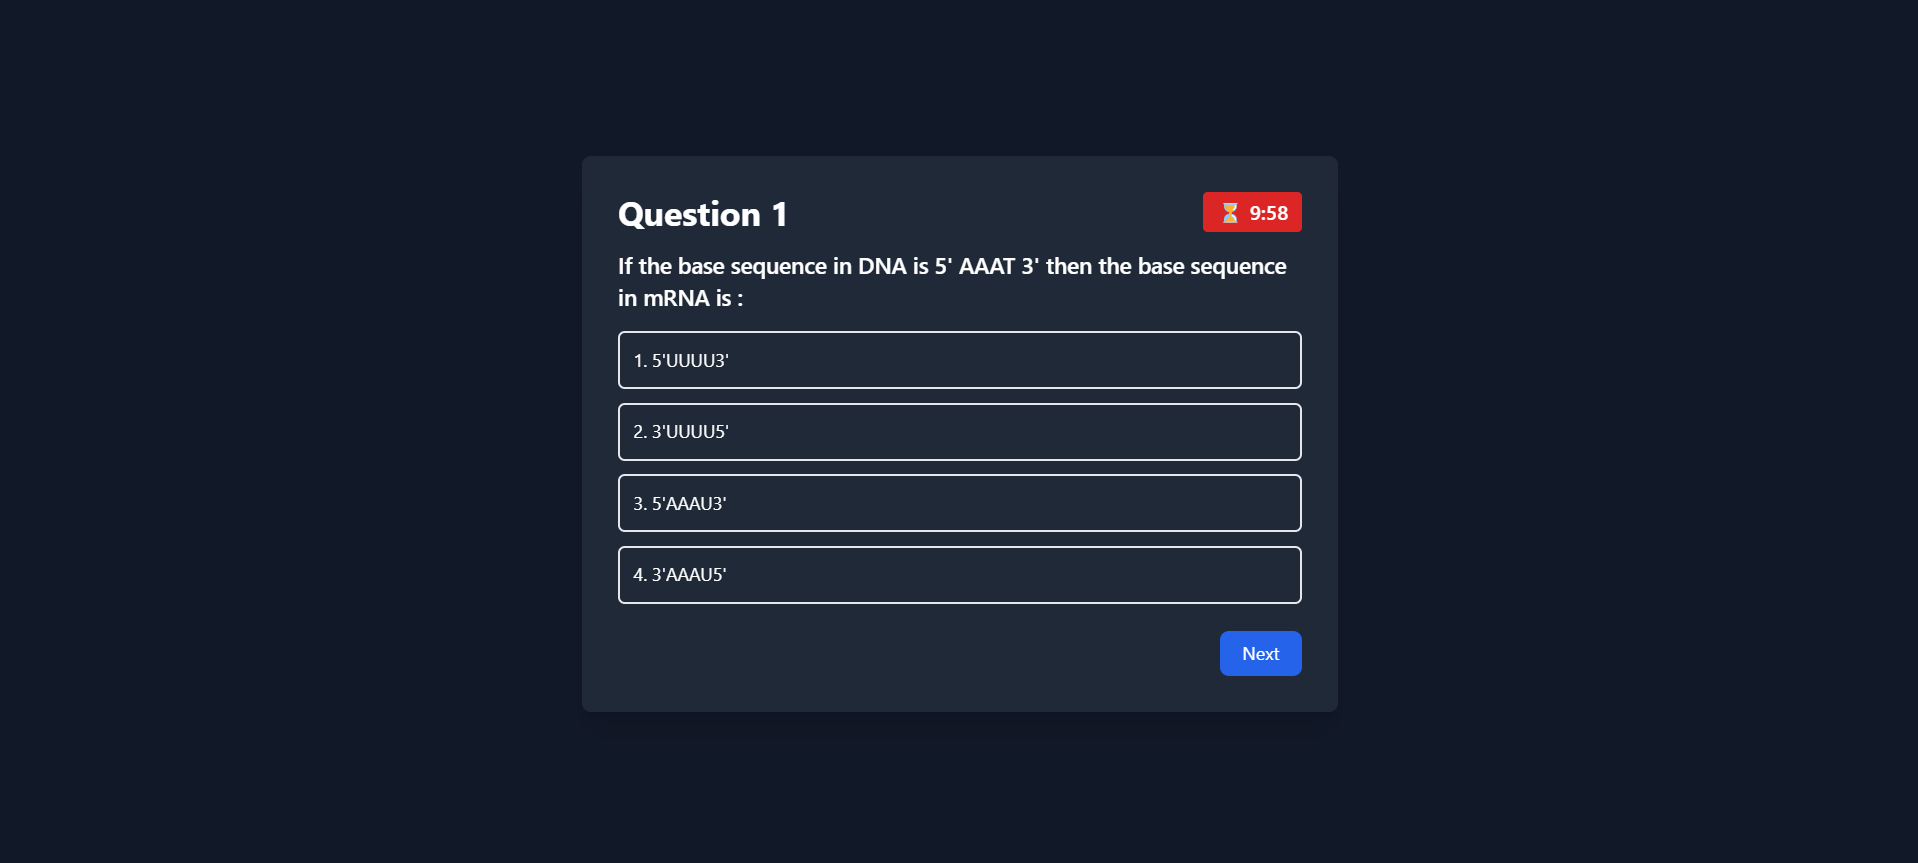 Question 1
⏳ 9:58
If the base sequence in DNA is 5' AAAT 3' then the base sequence
in mRNA is :
1. 5'UUUU3'
2. 3'UUUU5'
3. 5'AAAU3'
4. 3'AAAU5'
Next